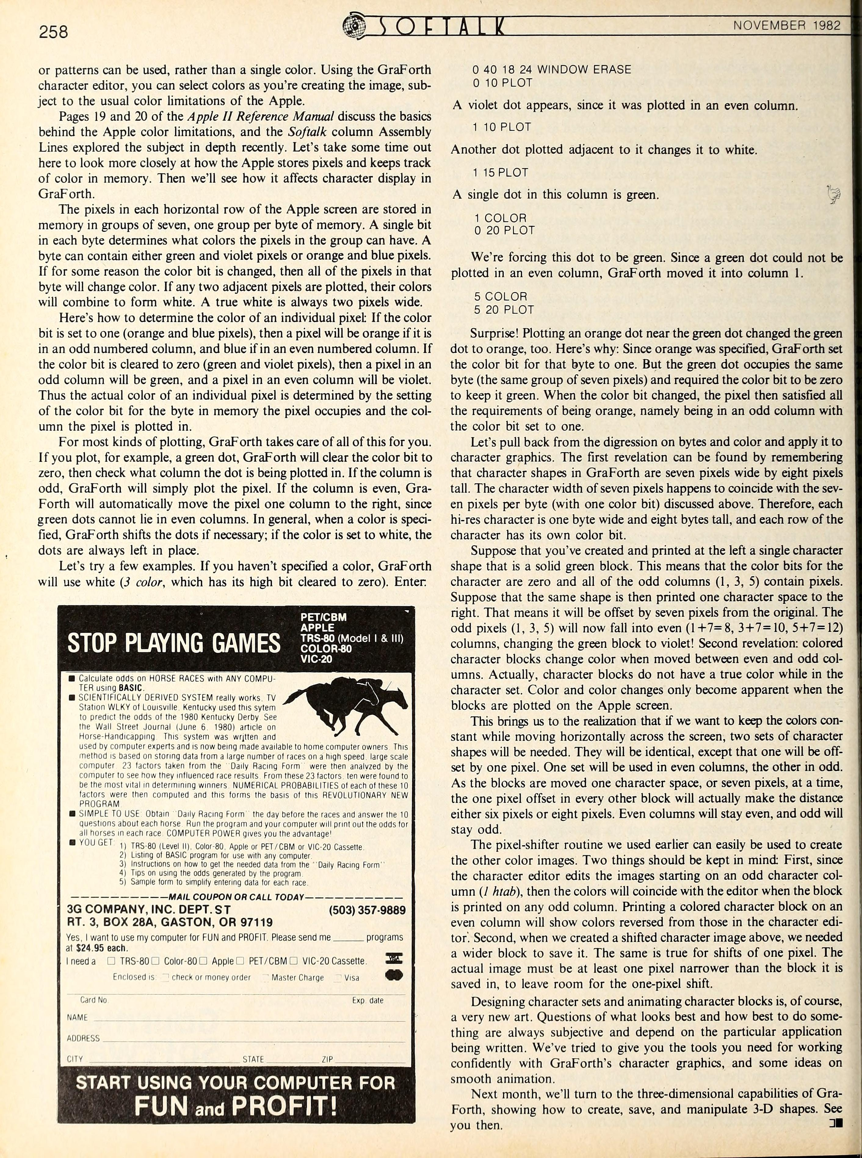 258
SOFTALK
NOVEMBER 1982
or patterns can be used, rather than a single color. Using the GraForth
character editor, you can select colors as you're creating the image, sub-
ject to the usual color limitations of the Apple.
Pages 19 and 20 of the Apple II Reference Manual discuss the basics
behind the Apple color limitations, and the Softalk column Assembly
Lines explored the subject in depth recently. Let's take some time out
here to look more closely at how the Apple stores pixels and keeps track
of color in memory. Then we'll see how it affects character display in
GraForth.
The pixels in each horizontal row of the Apple screen are stored in
memory in groups of seven, one group per byte of memory. A single bit
in each byte determines what colors the pixels in the group can have. A
byte can contain either green and violet pixels or orange and blue pixels.
If for some reason the color bit is changed, then all of the pixels in that
byte will change color. If any two adjacent pixels are plotted, their colors
will combine to form white. A true white is always two pixels wide.
Here's how to determine the color of an individual pixel: If the color
bit is set to one (orange and blue pixels), then a pixel will be orange if it is
in an odd numbered column, and blue if in an even numbered column. If
the color bit is cleared to zero (green and violet pixels), then a pixel in an
odd column will be green, and a pixel in an even column will be violet.
Thus the actual color of an individual pixel is determined by the setting
of the color bit for the byte in memory the pixel occupies and the col-
umn the pixel is plotted in.
For most kinds of plotting, GraForth takes care of all of this for you.
If you plot, for example, a green dot, GraForth will clear the color bit to
zero, then check what column the dot is being plotted in. If the column is
odd, GraForth will simply plot the pixel. If the column is even, Gra-
Forth will automatically move the pixel one column to the right, since
green dots cannot lie in even columns. In general, when a color is speci-
fied, GraForth shifts the dots if necessary; if the color is set to white, the
dots are always left in place.
Let's try a few examples. If you haven't specified a color, GraForth
will use white (3 color, which has its high bit cleared to zero). Enter:
STOP PLAYING GAMES
PET/CBM
APPLE
TRS-80 (Model I & III)
COLOR-80
VIC-20
■ Calculate odds on HORSE RACES with ANY COMPU-
TER using BASIC.
■ SCIENTIFICALLY DERIVED SYSTEM really works. TV
Station WLKY of Louisville, Kentucky used this sytem
to predict the odds of the 1980 Kentucky Derby. See
the Wall Street Journal (June 6, 1980) article on
Horse-Handicapping. This system was written and
used by computer experts and is now being made available to home computer owners. This
method is based on storing data from a large number of races on a high speed, large scale
computer. 23 factors taken from the "Daily Racing Form" were then analyzed by the
computer to see how they influenced race results. From these 23 factors, ten were found to
be the most vital in determining winners. NUMERICAL PROBABILITIES of each of these 10
factors were then computed and this forms the basis of this REVOLUTIONARY NEW
PROGRAM.
■ SIMPLE TO USE: Obtain "Daily Racing Form" the day before the races and answer the 10
questions about each horse. Run the program and your computer will print out the odds for
all horses in each race. COMPUTER POWER gives you the advantage!
■ YOU GET: 1) TRS-80 (Level II), Color-80, Apple or PET/CBM or VIC-20 Cassette.
2) Listing of BASIC program for use with any computer.
3) Instructions on how to get the needed data from the "Daily Racing Form"
4) Tips on using the odds generated by the program.
5) Sample form to simplify entering data for each race.
MAIL COUPON OR CALL TODAY
3G COMPANY, INC. DEPT. ST (503) 357-9889
RT. 3, BOX 28A, GASTON, OR 97119
Yes, I want to use my computer for FUN and PROFIT. Please send me ______ programs
at $24.95 each.
I need a □ TRS-80 □ Color-80 □ Apple □ PET/CBM □ VIC-20 Cassette.
Enclosed is: □ check or money order □ Master Charge □ Visa
Card No. Exp. date
NAME
ADDRESS
CITY STATE ZIP
START USING YOUR COMPUTER FOR
FUN and PROFIT!
0 40 18 24 WINDOW ERASE
0 10 PLOT
A violet dot appears, since it was plotted in an even column.
1 10 PLOT
Another dot plotted adjacent to it changes it to white.
1 15 PLOT
A single dot in this column is green.
1 COLOR
0 20 PLOT
We're forcing this dot to be green. Since a green dot could not be
plotted in an even column, GraForth moved it into column 1.
5 COLOR
5 20 PLOT
Surprise! Plotting an orange dot near the green dot changed the green
dot to orange, too. Here's why: Since orange was specified, GraForth set
the color bit for that byte to one. But the green dot occupies the same
byte (the same group of seven pixels) and required the color bit to be zero
to keep it green. When the color bit changed, the pixel then satisfied all
the requirements of being orange, namely being in an odd column with
the color bit set to one.
Let's pull back from the digression on bytes and color and apply it to
character graphics. The first revelation can be found by remembering
that character shapes in GraForth are seven pixels wide by eight pixels
tall. The character width of seven pixels happens to coincide with the sev-
en pixels per byte (with one color bit) discussed above. Therefore, each
hi-res character is one byte wide and eight bytes tall, and each row of the
character has its own color bit.
Suppose that you've created and printed at the left a single character
shape that is a solid green block. This means that the color bits for the
character are zero and all of the odd columns (1, 3, 5) contain pixels.
Suppose that the same shape is then printed one character space to the
right. That means it will be offset by seven pixels from the original. The
odd pixels (1, 3, 5) will now fall into even (1+7=8, 3+7=10, 5+7=12)
columns, changing the green block to violet! Second revelation: colored
character blocks change color when moved between even and odd col-
umns. Actually, character blocks do not have a true color while in the
character set. Color and color changes only become apparent when the
blocks are plotted on the Apple screen.
This brings us to the realization that if we want to keep the colors con-
stant while moving horizontally across the screen, two sets of character
shapes will be needed. They will be identical, except that one will be off-
set by one pixel. One set will be used in even columns, the other in odd.
As the blocks are moved one character space, or seven pixels, at a time,
the one pixel offset in every other block will actually make the distance
either six pixels or eight pixels. Even columns will stay even, and odd will
stay odd.
The pixel-shifter routine we used earlier can easily be used to create
the other color images. Two things should be kept in mind: First, since
the character editor edits the images starting on an odd character col-
umn (1 htab), then the colors will coincide with the editor when the block
is printed on any odd column. Printing a colored character block on an
even column will show colors reversed from those in the character edi-
tor. Second, when we created a shifted character image above, we needed
a wider block to save it. The same is true for shifts of one pixel. The
actual image must be at least one pixel narrower than the block it is
saved in, to leave room for the one-pixel shift.
Designing character sets and animating character blocks is, of course,
a very new art. Questions of what looks best and how best to do some-
thing are always subjective and depend on the particular application
being written. We've tried to give you the tools you need for working
confidently with GraForth's character graphics, and some ideas on
smooth animation.
Next month, we'll turn to the three-dimensional capabilities of Gra-
Forth, showing how to create, save, and manipulate 3-D shapes. See
you then.